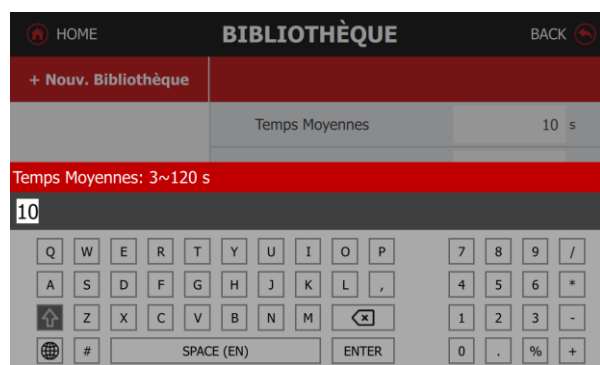 HOME BIBLIOTHÈQUE BACK
+ Nouv. Bibliothèque
Temps Moyennes 10 s
Temps Moyennes: 3~120 s
10
Q W E R T Y U I O P 7 8 9 /
A S D F G H J K L , 4 5 6 *
Z X C V B N M 1 2 3 -
# SPACE (EN) ENTER 0 . % +